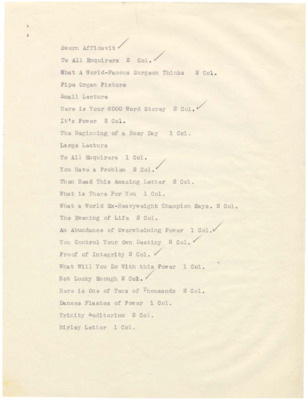 Sworn Affidavit
To All Enquirers 2 Col.
What A World-Famous Surgeon Thinks 2 Col.
Pipe Organ Picture
Small Lecture
Here is Your 2000 Word Storey 2 Col.
It's Power 2 Col.
The Beginning of a Busy Day 1 Col.
Large Lecture
To All Enquirers 1 Col.
You Have a Problem 2 Col.
Then Read This Amazing Letter 2 Col.
What is There For You 1 Col.
What a World Ex-Heavyweight Champion Says. 2 Col.
The Evening of Life 2 Col.
An Abundance of Overwhelming Power 1 Col.
You Control Your Own Destiny 2 Col.
Proof of Integrity 2 Col.
What Will You Do With this Power 1 Col.
Not Lucky Enough 2 Col.
Here is One of Tens of Thousands 2 Col.
Dances Flashes of Power 1 Col.
Trinity Auditorium 2 Col.
Birley Letter 1 Col.